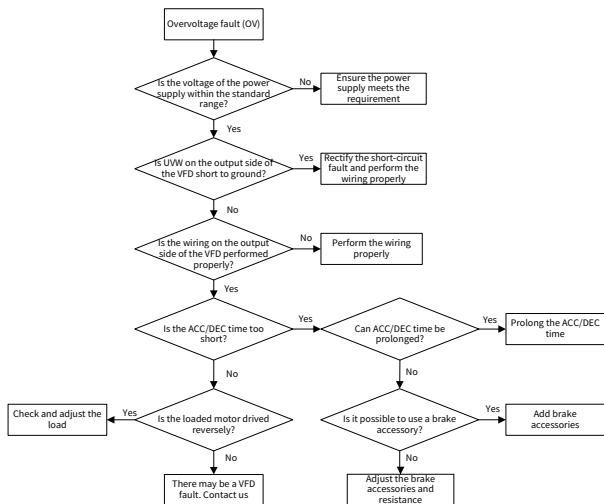 Overvoltage fault (OV)
Is the voltage of the power
supply within the standard
range?
No
Ensure the power
supply meets the
requirement
Yes
Is UVW on the output side of
the VFD short to ground?
Yes
Rectify the short-circuit
fault and perform the
wiring properly
No
Is the wiring on the output
side of the VFD performed
properly?
No
Perform the wiring
properly
Yes
Is the ACC/DEC time too
short?
Yes
Can ACC/DEC time be
prolonged?
Yes
Prolong the ACC/DEC
time
No
No
Check and adjust the
load
Yes
Is the loaded motor drived
reversely?
Is it possible to use a brake
accessory?
Yes
Add brake
accessories
No
No
There may be a VFD
fault. Contact us
Adjust the brake
accessories and
resistance